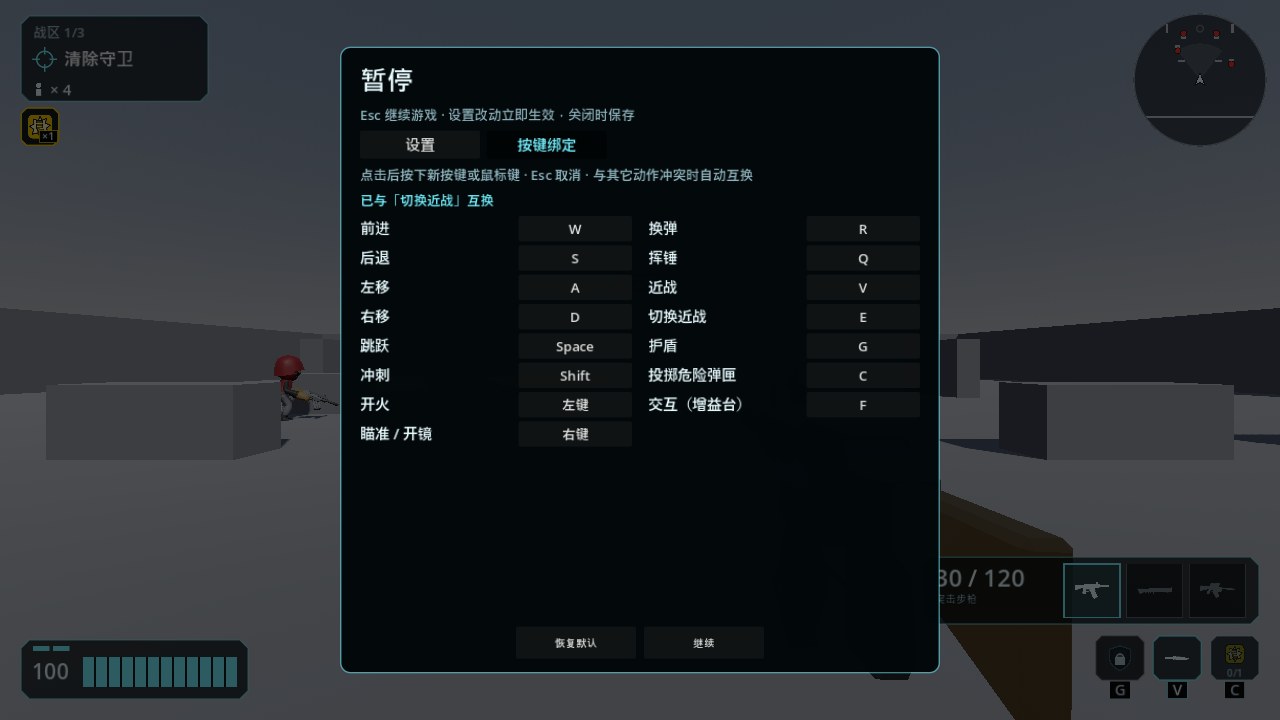 战区 1/3
清除守卫
× 4
×1
暂停
Esc 继续游戏 · 设置改动立即生效 · 关闭时保存
设置 按键绑定
点击后按下新按键或鼠标键 · Esc 取消 · 与其它动作冲突时自动互换
已与「切换近战」互换
前进 W 换弹 R
后退 S 挥锤 Q
左移 A 近战 V
右移 D 切换近战 E
跳跃 Space 护盾 G
冲刺 Shift 投掷危险弹匣 C
开火 左键 交互（增益台） F
瞄准 / 开镜 右键
恢复默认 继续
30 / 120
突击步枪
100
0/1
G V C